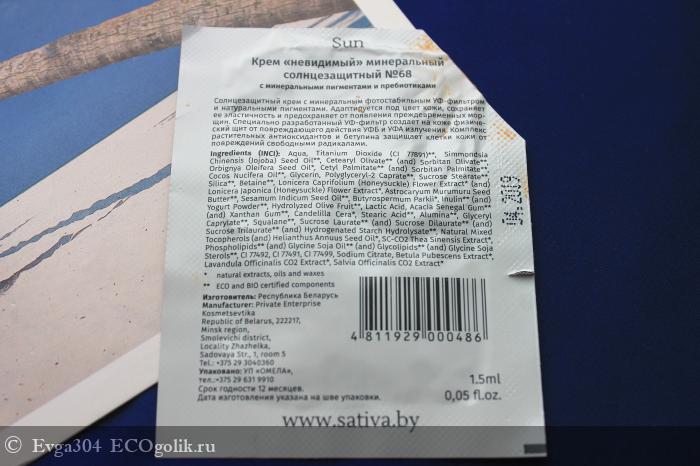 Sun
Крем «невидимый» минеральный
солнцезащитный №68
с минеральными пигментами и пребиотиками
Солнцезащитный крем с минеральным фотостабильным УФ-фильтром
и натуральными пигментами. Адаптируется под цвет кожи, сохраняет
ее эластичность и предохраняет от появления преждевременных мор-
щин. Специально разработанный УФ-фильтр создает на коже физичес-
кий щит от повреждающего действия УФБ и УФА излучения. Комплекс
растительных антиоксидантов и бетулина защищает клетки кожи от
повреждений свободными радикалами.
Ingredients (INCI): Aqua, Titanium Dioxide (CI 77891)**, Simmondsia
Chinensis (Jojoba) Seed Oil**, Cetearyl Olivate** (and) Sorbitan Olivate**,
Orbignya Oleifera Seed Oil*, Cetyl Palmitate** (and) Sorbitan Palmitate**,
Cocos Nucifera Oil**, Glycerin, Polyglyceryl-2 Caprate**, Sucrose Stearate**,
Silica**, Betaine**, Lonicera Caprifolium (Honeysuckle) Flower Extract* (and)
Lonicera Japonica (Honeysuckle) Flower Extract*, Astrocaryum Murumuru Seed
Butter**, Sesamum Indicum Seed Oil**, Butyrospermum Parkii*, Inulin** (and)
Yogurt Powder**, Hydrolyzed Olive Fruit**, Lactic Acid, Acacia Senegal Gum**
(and) Xanthan Gum**, Candelilla Cera*, Stearic Acid**, Alumina**, Glyceryl
Caprylate**, Squalane**, Sucrose Laurate** (and) Sucrose Dilaurate** (and)
Sucrose Trilaurate** (and) Hydrogenated Starch Hydrolysate**, Natural Mixed
Tocopherols (and) Helianthus Annuus Seed Oil*, SC-CO2 Thea Sinensis Extract*,
Phospholipids** (and) Glycine Soja Oil** (and) Glycolipids** (and) Glycine Soja
Sterols**, CI 77492, CI 77491, CI 77499, Sodium Citrate, Betula Pubescens Extract*,
Lavandula Officinalis CO2 Extract*, Salvia Officinalis CO2 Extract*
* natural extracts, oils and waxes
** ECO and BIO certified components
Изготовитель: Республика Беларусь
Manufacturer: Private Enterprise
Kosmetsevitka
Republic of Belarus, 222217,
Minsk region,
Smolevichi district,
Locality Zhazhelka,
Sadovaya Str., 1, room 5
Tel.: +375 29 3040360
Упаковано: УП «ОМЕЛА»,
тел.:+375 29 631 9910
Срок годности 12 месяцев.
Дата изготовления указана на шве упаковки.
4 811929 000486
1.5ml
0,05 fl.oz.
www.sativa.by
04 2019
Evga304 ECOgolik.ru